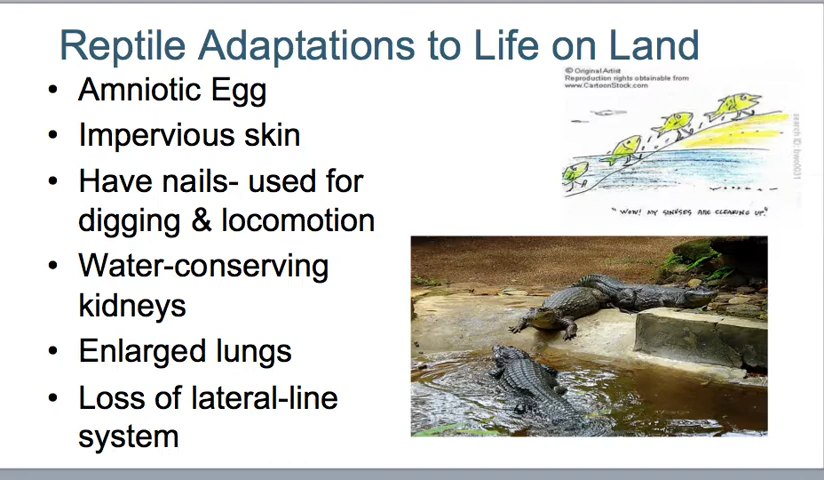 Reptile Adaptations to Life on Land
• Amniotic Egg
• Impervious skin
• Have nails- used for
digging & locomotion
• Water-conserving
kidneys
• Enlarged lungs
• Loss of lateral-line
system
© Original Artist
Reproduction rights obtainable from
www.CartoonStock.com
"WOW! MY SINUSES ARE CLEARING UP."